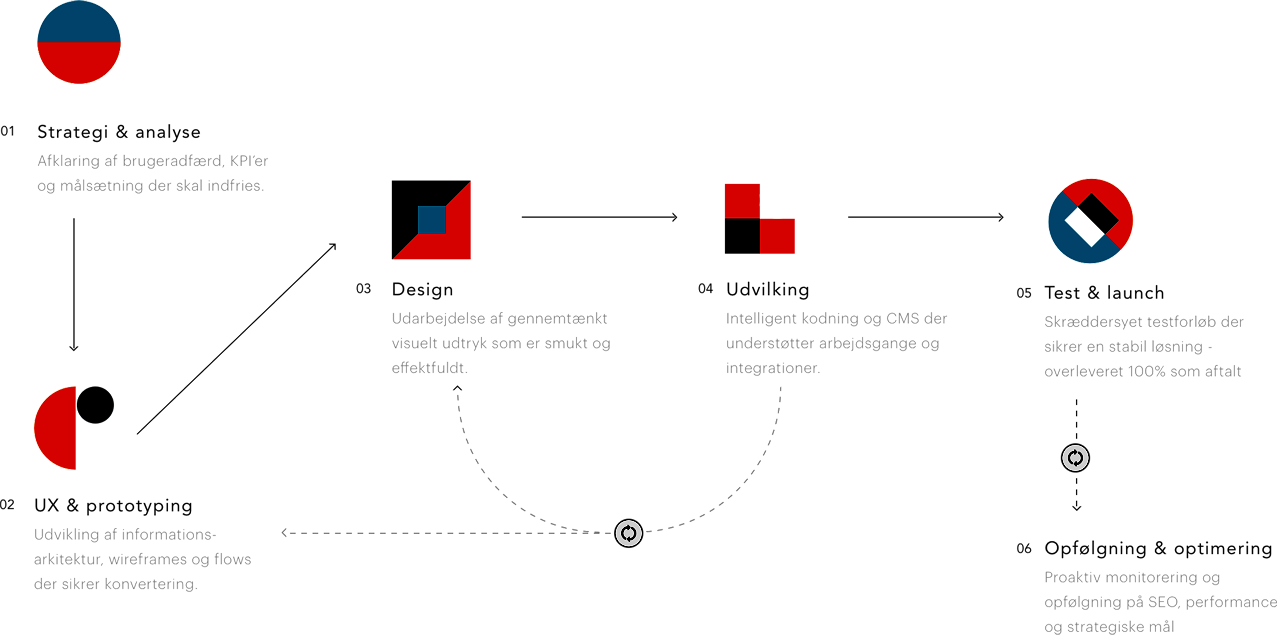 01 Strategi & analyse
Afklaring af brugeradfærd, KPI'er
og målsætning der skal indfries.
02 UX & prototyping
Udvikling af informations-
arkitektur, wireframes og flows
der sikrer konvertering.
03 Design
Udarbejdelse af gennemtænkt
visuelt udtryk som er smukt og
effektfuldt.
04 Udvilking
Intelligent kodning og CMS der
understøtter arbejdsgange og
integrationer.
05 Test & launch
Skræddersyet testforløb der
sikrer en stabil løsning -
overleveret 100% som aftalt
06 Opfølgning & optimering
Proaktiv monitorering og
opfølgning på SEO, performance
og strategiske mål